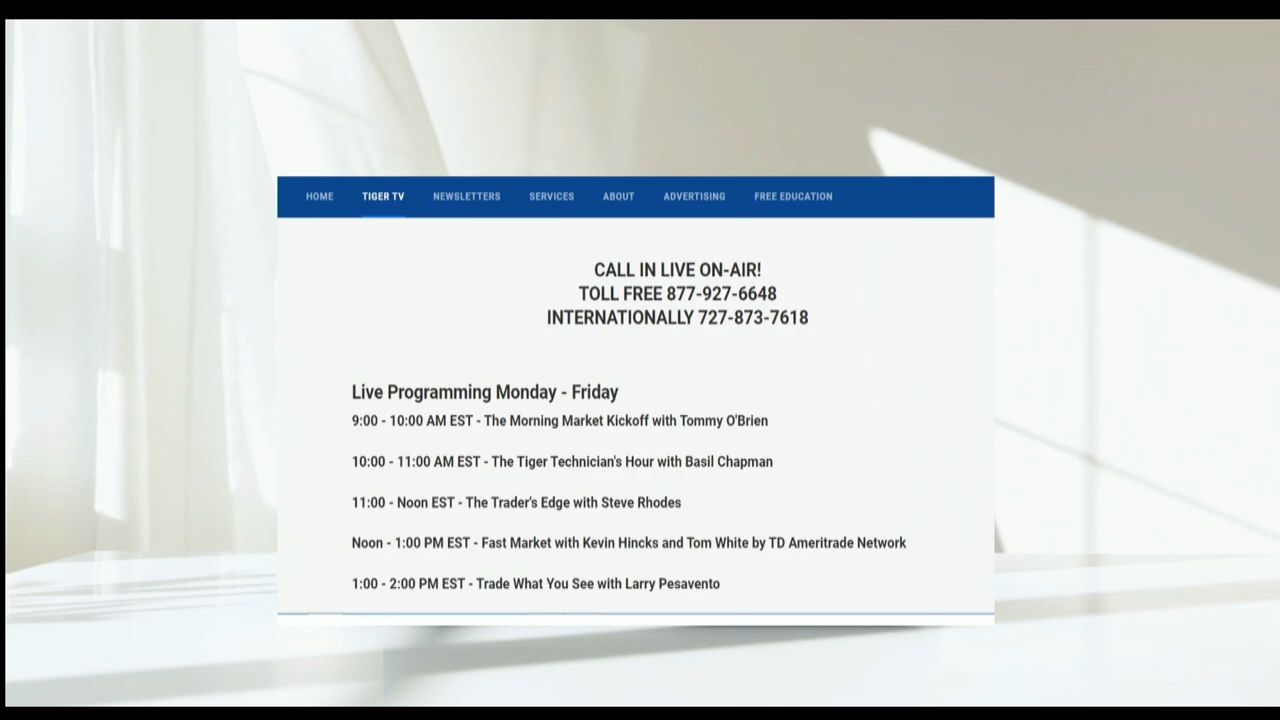 HOME TIGER TV NEWSLETTERS SERVICES ABOUT ADVERTISING FREE EDUCATION
CALL IN LIVE ON-AIR!
TOLL FREE 877-927-6648
INTERNATIONALLY 727-873-7618
Live Programming Monday - Friday
9:00 - 10:00 AM EST - The Morning Market Kickoff with Tommy O'Brien
10:00 - 11:00 AM EST - The Tiger Technician's Hour with Basil Chapman
11:00 - Noon EST - The Trader's Edge with Steve Rhodes
Noon - 1:00 PM EST - Fast Market with Kevin Hincks and Tom White by TD Ameritrade Network
1:00 - 2:00 PM EST - Trade What You See with Larry Pesavento